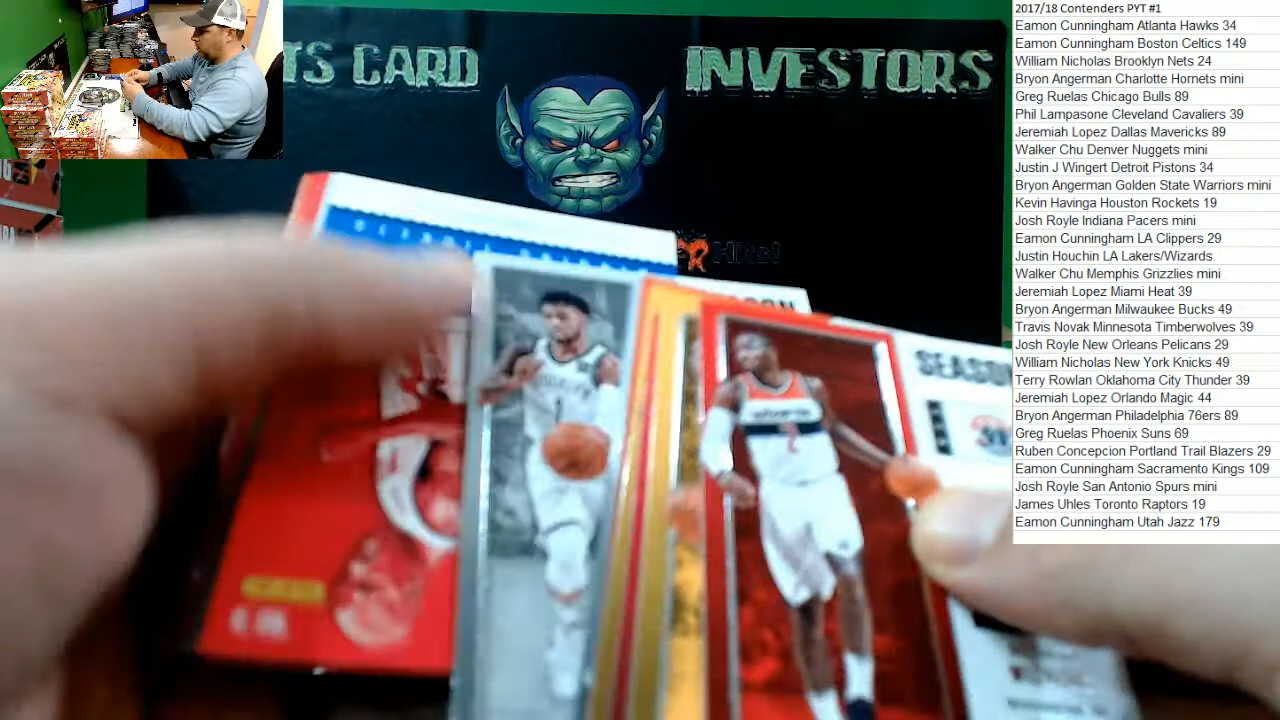 TS CARD INVESTORS
Hits!
SEASON
2017/18 Contenders PYT #1
Eamon Cunningham Atlanta Hawks 34
Eamon Cunningham Boston Celtics 149
William Nicholas Brooklyn Nets 24
Bryon Angerman Charlotte Hornets mini
Greg Ruelas Chicago Bulls 89
Phil Lampasone Cleveland Cavaliers 39
Jeremiah Lopez Dallas Mavericks 89
Walker Chu Denver Nuggets mini
Justin J Wingert Detroit Pistons 34
Bryon Angerman Golden State Warriors mini
Kevin Havinga Houston Rockets 19
Josh Royle Indiana Pacers mini
Eamon Cunningham LA Clippers 29
Justin Houchin LA Lakers/Wizards
Walker Chu Memphis Grizzlies mini
Jeremiah Lopez Miami Heat 39
Bryon Angerman Milwaukee Bucks 49
Travis Novak Minnesota Timberwolves 39
Josh Royle New Orleans Pelicans 29
William Nicholas New York Knicks 49
Terry Rowlan Oklahoma City Thunder 39
Jeremiah Lopez Orlando Magic 44
Bryon Angerman Philadelphia 76ers 89
Greg Ruelas Phoenix Suns 69
Ruben Concepcion Portland Trail Blazers 29
Eamon Cunningham Sacramento Kings 109
Josh Royle San Antonio Spurs mini
James Uhles Toronto Raptors 19
Eamon Cunningham Utah Jazz 179